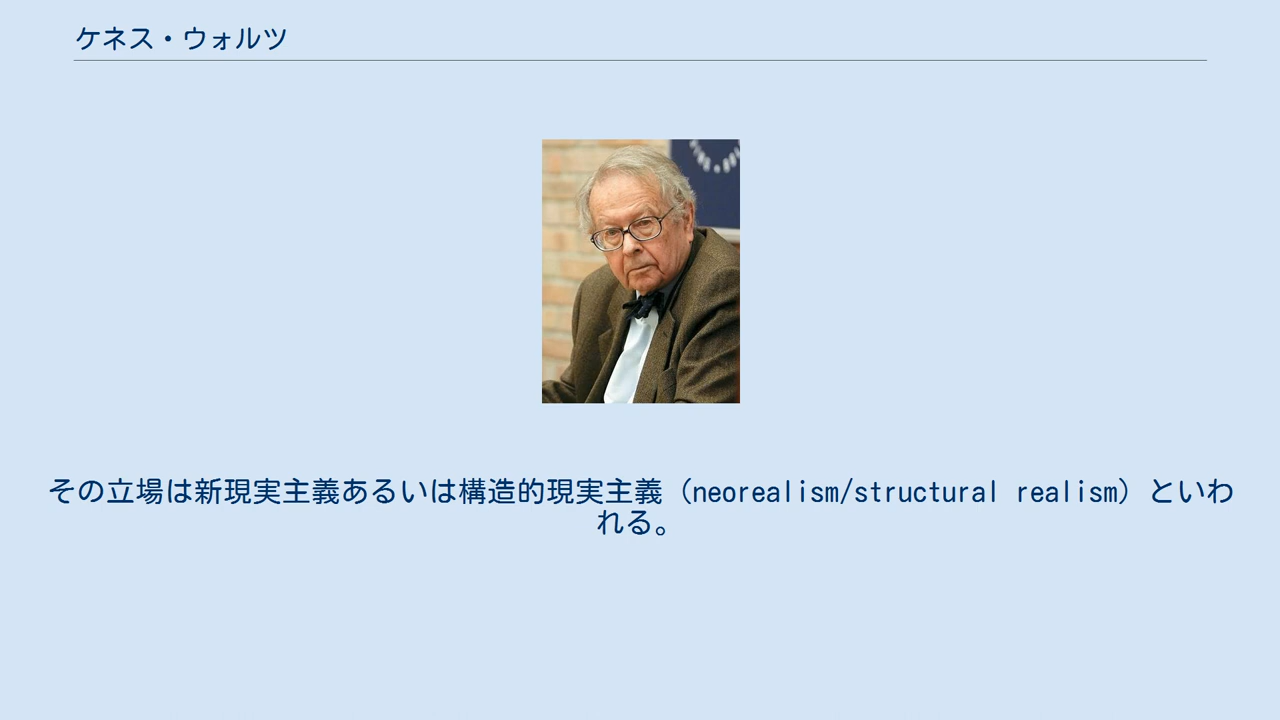 ケネス・ウォルツ
その立場は新現実主義あるいは構造的現実主義（neorealism/structural realism）といわ
れる。